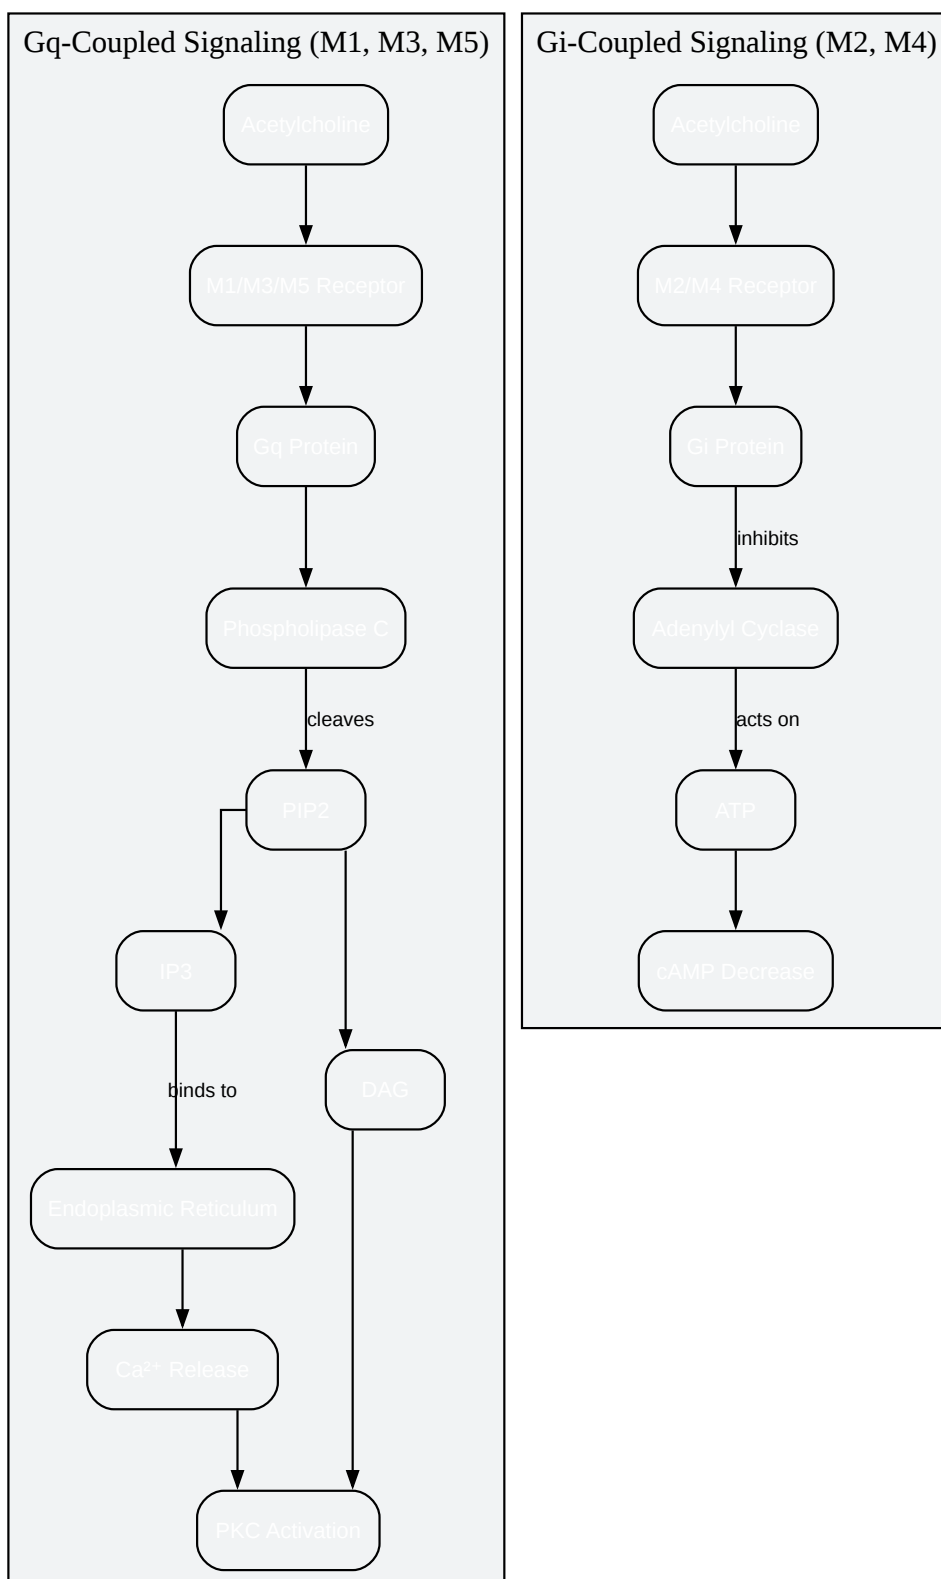 Gq-Coupled Signaling (M1, M3, M5)
Acetylcholine
M1/M3/M5 Receptor
Gq Protein
Phospholipase C
cleaves
PIP2
IP3
DAG
binds to
Endoplasmic Reticulum
Ca²⁺ Release
PKC Activation
Gi-Coupled Signaling (M2, M4)
Acetylcholine
M2/M4 Receptor
Gi Protein
inhibits
Adenylyl Cyclase
acts on
ATP
cAMP Decrease